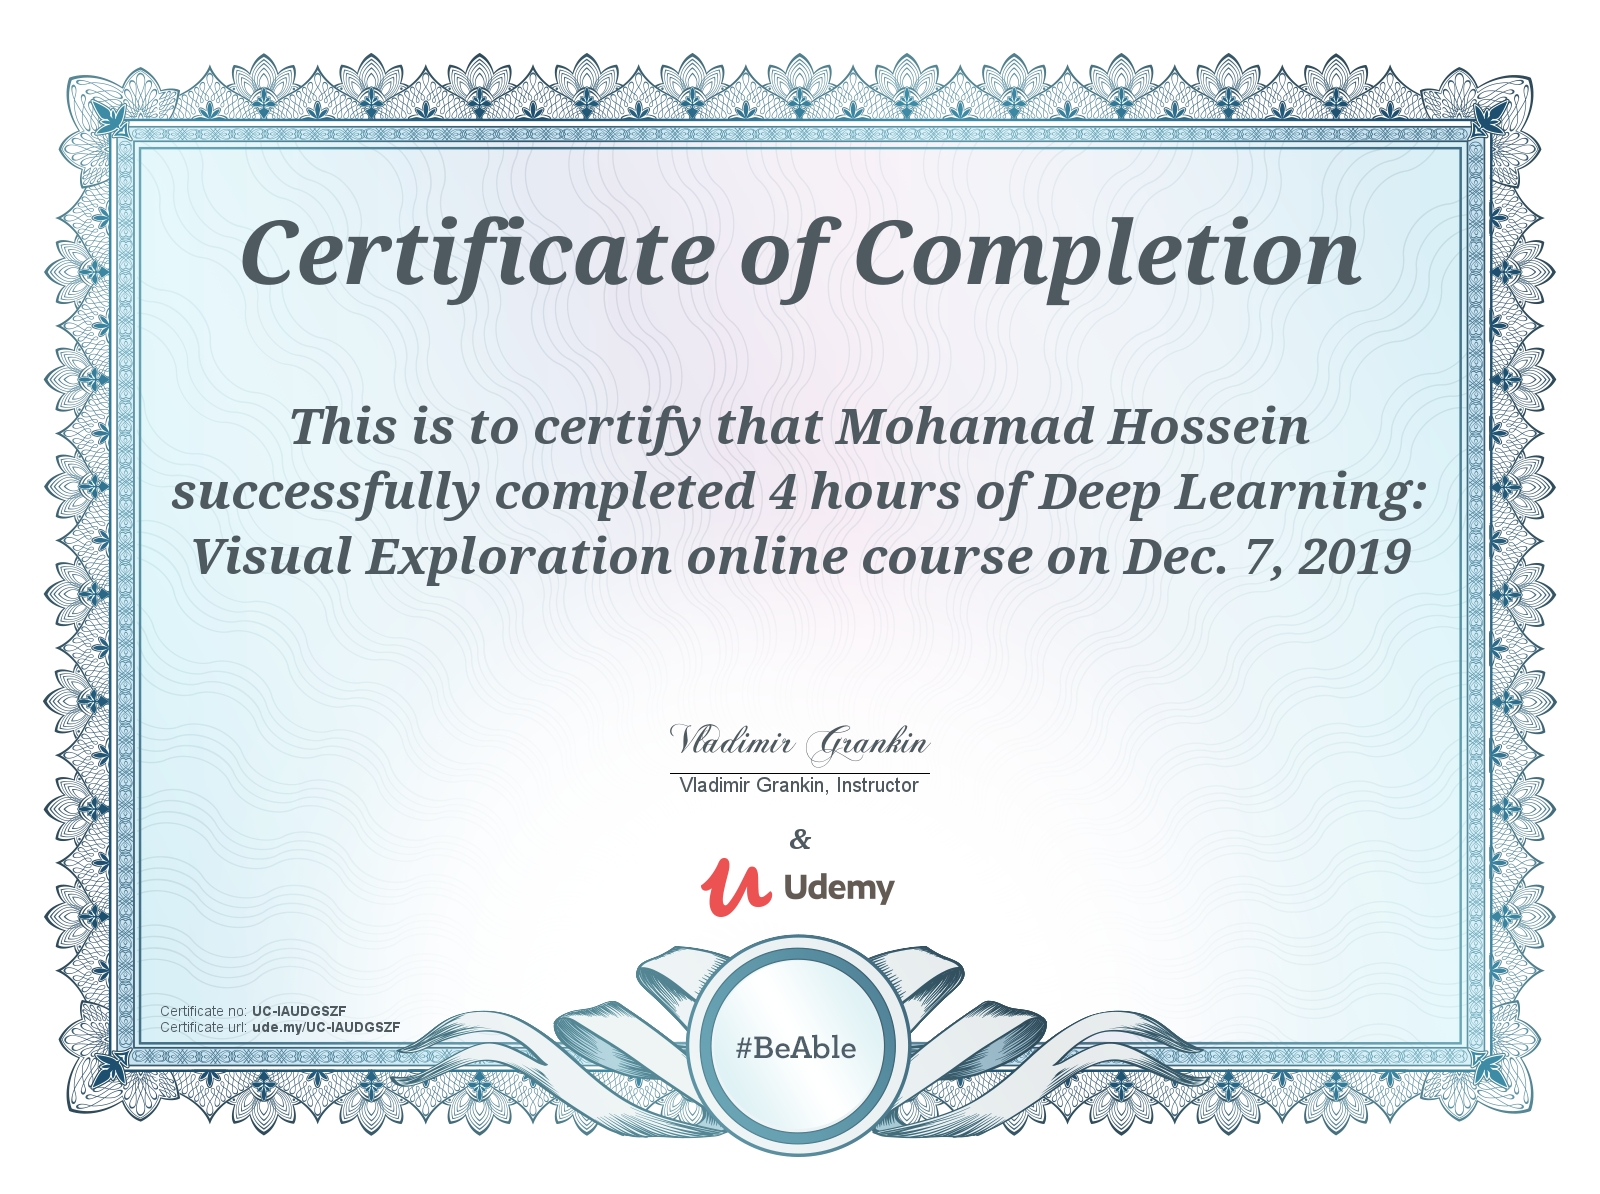 Certificate of Completion
This is to certify that Mohamad Hossein
successfully completed 4 hours of Deep Learning:
Visual Exploration online course on Dec. 7, 2019
Vladimir Grankin
Vladimir Grankin, Instructor
&
Udemy
Certificate no: UC-IAUDGSZF
Certificate url: ude.my/UC-IAUDGSZF
#BeAble